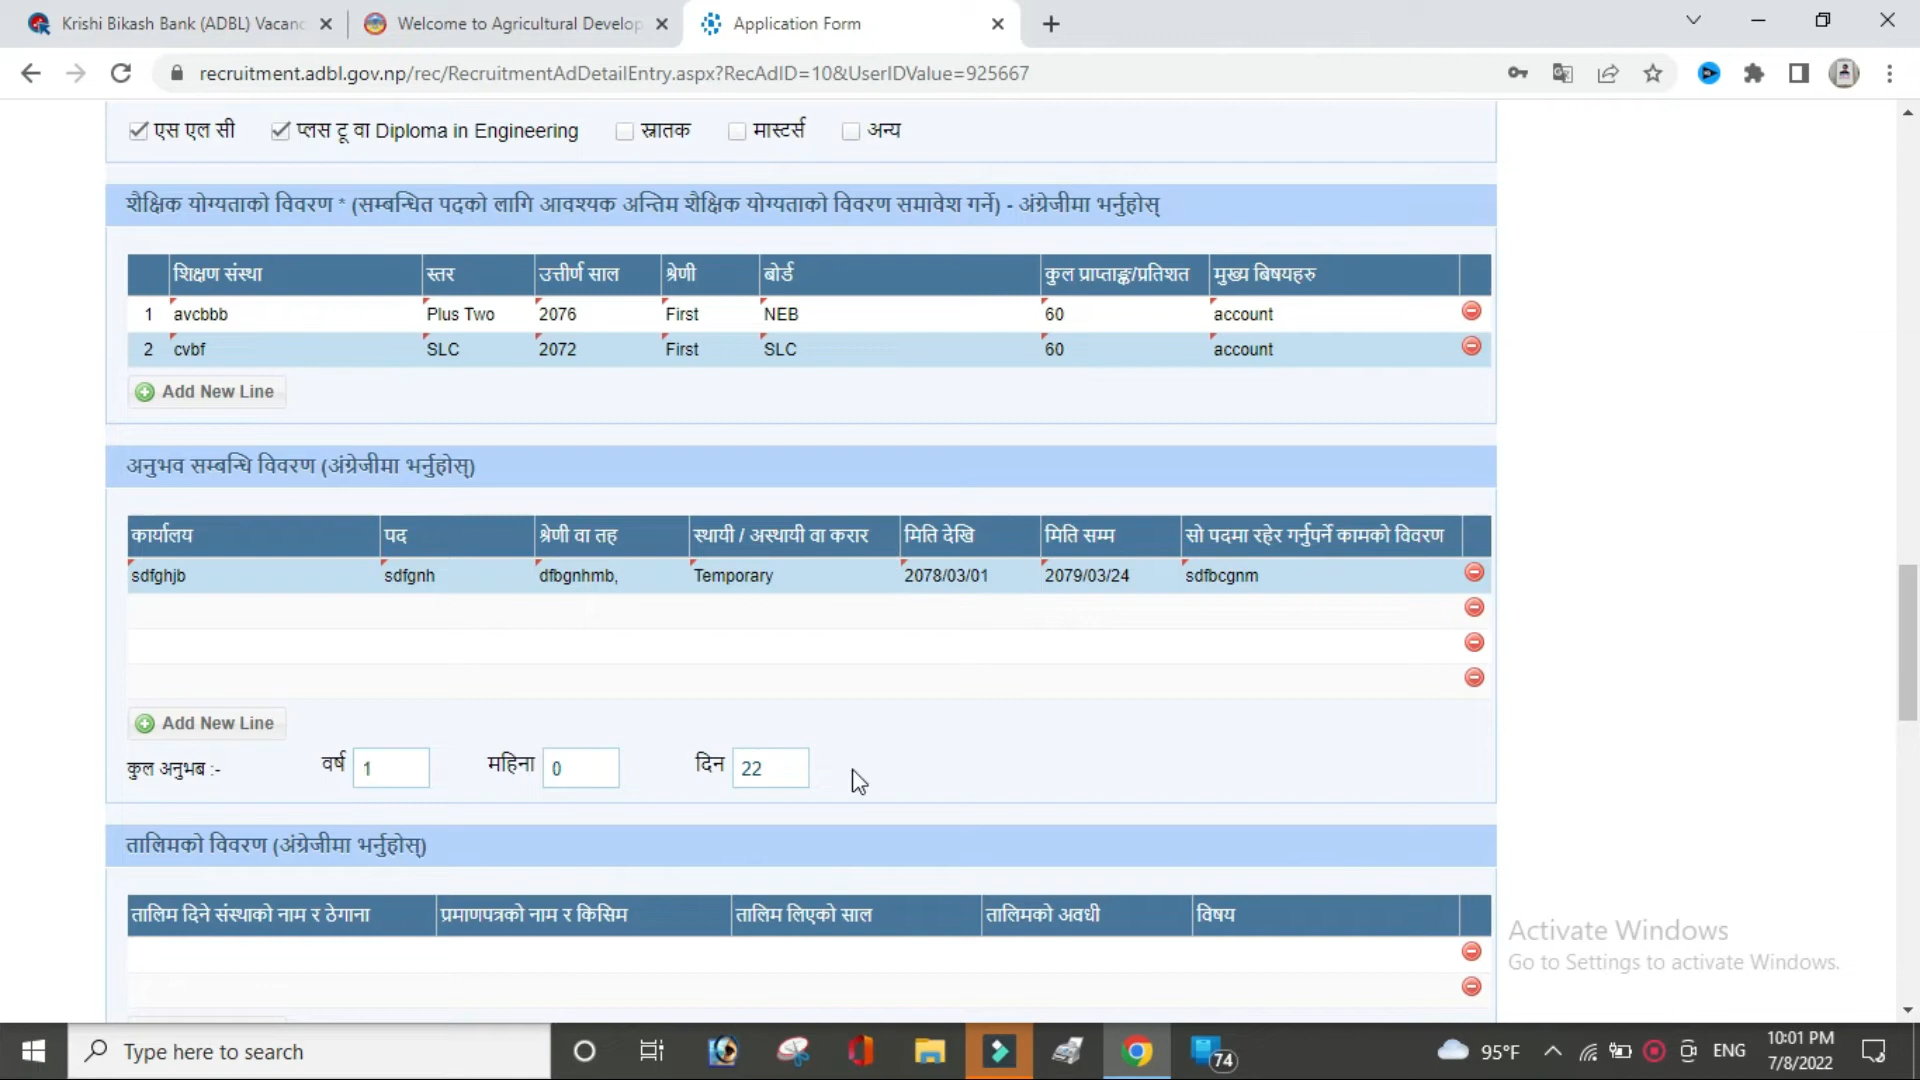 Krishi Bikash Bank (ADBL) Vacanc
Welcome to Agricultural Develop
Application Form
recruitment.adbl.gov.np/rec/RecruitmentAdDetailEntry.aspx?RecAdID=10&UserIDValue=925667
एस एल सी प्लस टू वा Diploma in Engineering स्नातक मास्टर्स अन्य
शैक्षिक योग्यताको विवरण * (सम्बन्धित पदको लागि आवश्यक अन्तिम शैक्षिक योग्यताको विवरण समावेश गर्ने) - अंग्रेजीमा भर्नुहोस्
शिक्षण संस्था स्तर उत्तीर्ण साल श्रेणी बोर्ड कुल प्राप्ताङ्क/प्रतिशत मुख्य बिषयहरु
1 avcbbb Plus Two 2076 First NEB 60 account
2 cvbf SLC 2072 First SLC 60 account
Add New Line
अनुभव सम्बन्धि विवरण (अंग्रेजीमा भर्नुहोस्)
कार्यालय पद श्रेणी वा तह स्थायी / अस्थायी वा करार मिति देखि मिति सम्म सो पदमा रहेर गर्नुपर्ने कामको विवरण
sdfghjb sdfgnh dfbgnhmb, Temporary 2078/03/01 2079/03/24 sdfbcgnm
Add New Line
कुल अनुभब :- वर्ष 1 महिना 0 दिन 22
तालिमको विवरण (अंग्रेजीमा भर्नुहोस्)
तालिम दिने संस्थाको नाम र ठेगाना प्रमाणपत्रको नाम र किसिम तालिम लिएको साल तालिमको अवधी विषय
Activate Windows
Go to Settings to activate Windows.
Type here to search
74
95°F
ENG
10:01 PM
7/8/2022